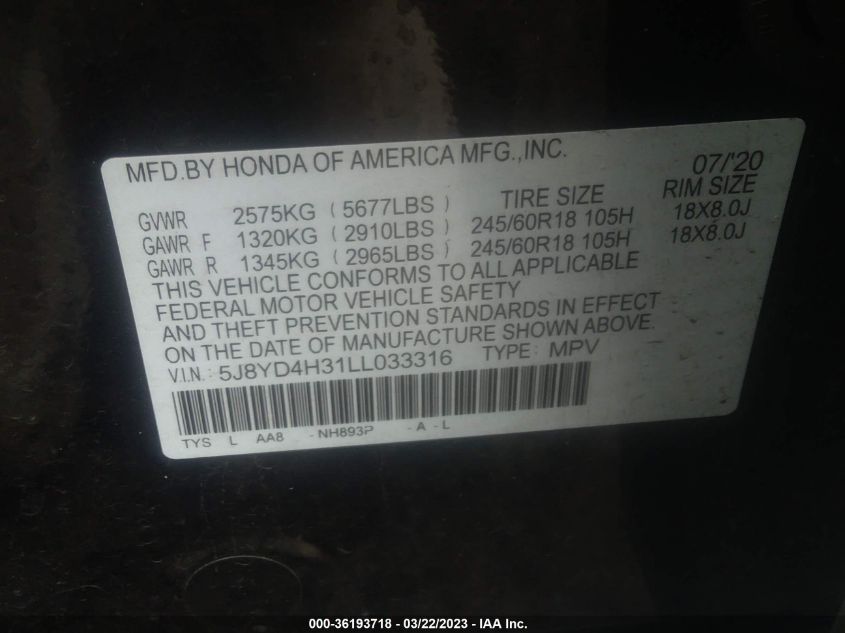 MFD.BY HONDA OF AMERICA MFG.,INC. 07/'20
TIRE SIZE RIM SIZE
GVWR 2575KG (5677LBS)
GAWR F 1320KG (2910LBS) 245/60R18 105H 18X8.0J
GAWR R 1345KG (2965LBS) 245/60R18 105H 18X8.0J
THIS VEHICLE CONFORMS TO ALL APPLICABLE
FEDERAL MOTOR VEHICLE SAFETY
AND THEFT PREVENTION STANDARDS IN EFFECT
ON THE DATE OF MANUFACTURE SHOWN ABOVE.
V.I.N.: 5J8YD4H31LL033316 TYPE: MPV
TYS L AA8 -NH893P -A-L
000-36193718 - 03/22/2023 - IAA Inc.